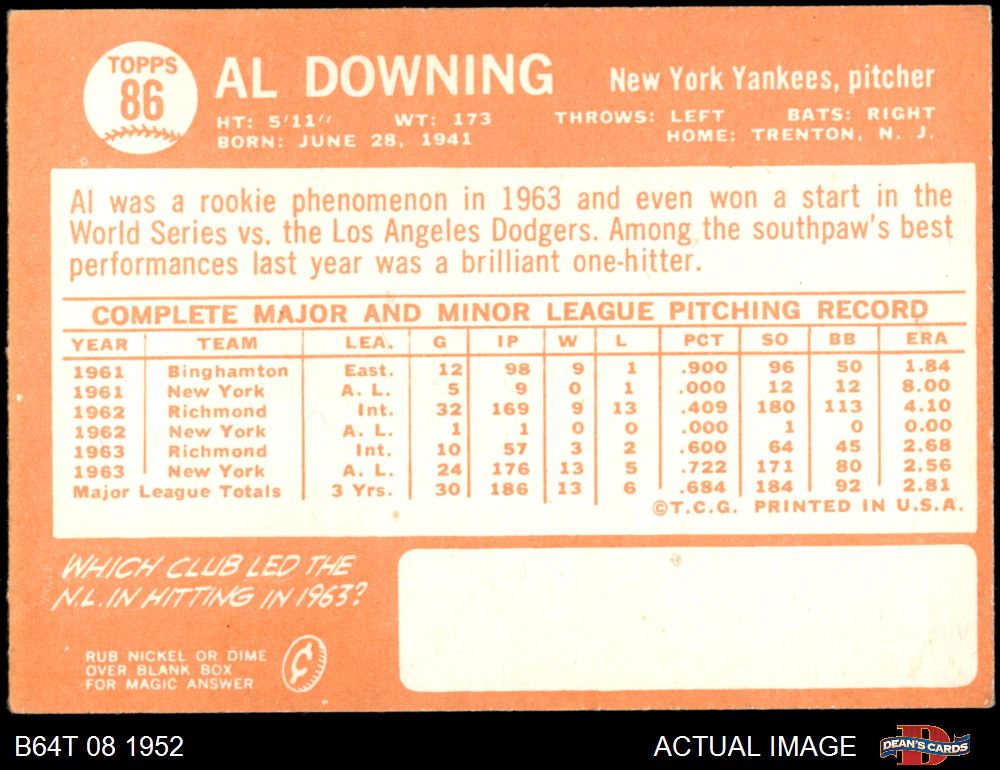 TOPPS
86
AL DOWNING
New York Yankees, pitcher
HT: 5'11" WT: 173 THROWS: LEFT BATS: RIGHT
BORN: JUNE 28, 1941 HOME: TRENTON, N. J.
Al was a rookie phenomenon in 1963 and even won a start in the
World Series vs. the Los Angeles Dodgers. Among the southpaw's best
performances last year was a brilliant one-hitter.
COMPLETE MAJOR AND MINOR LEAGUE PITCHING RECORD
YEAR TEAM LEA. G IP W L PCT SO BB ERA
1961 Binghamton East. 12 98 9 1 .900 96 50 1.84
1961 New York A. L. 5 9 0 1 .000 12 12 8.00
1962 Richmond Int. 32 169 9 13 .409 180 113 4.10
1962 New York A. L. 1 1 0 0 .000 1 0 0.00
1963 Richmond Int. 10 57 3 2 .600 64 45 2.68
1963 New York A. L. 24 176 13 5 .722 171 80 2.56
Major League Totals 3 Yrs. 30 186 13 6 .684 184 92 2.81
©T.C.G. PRINTED IN U.S.A.
WHICH CLUB LED THE
N.L. IN HITTING IN 1963?
RUB NICKEL OR DIME
OVER BLANK BOX
FOR MAGIC ANSWER
¢
B64T 08 1952
ACTUAL IMAGE
D
DEAN'S CARDS